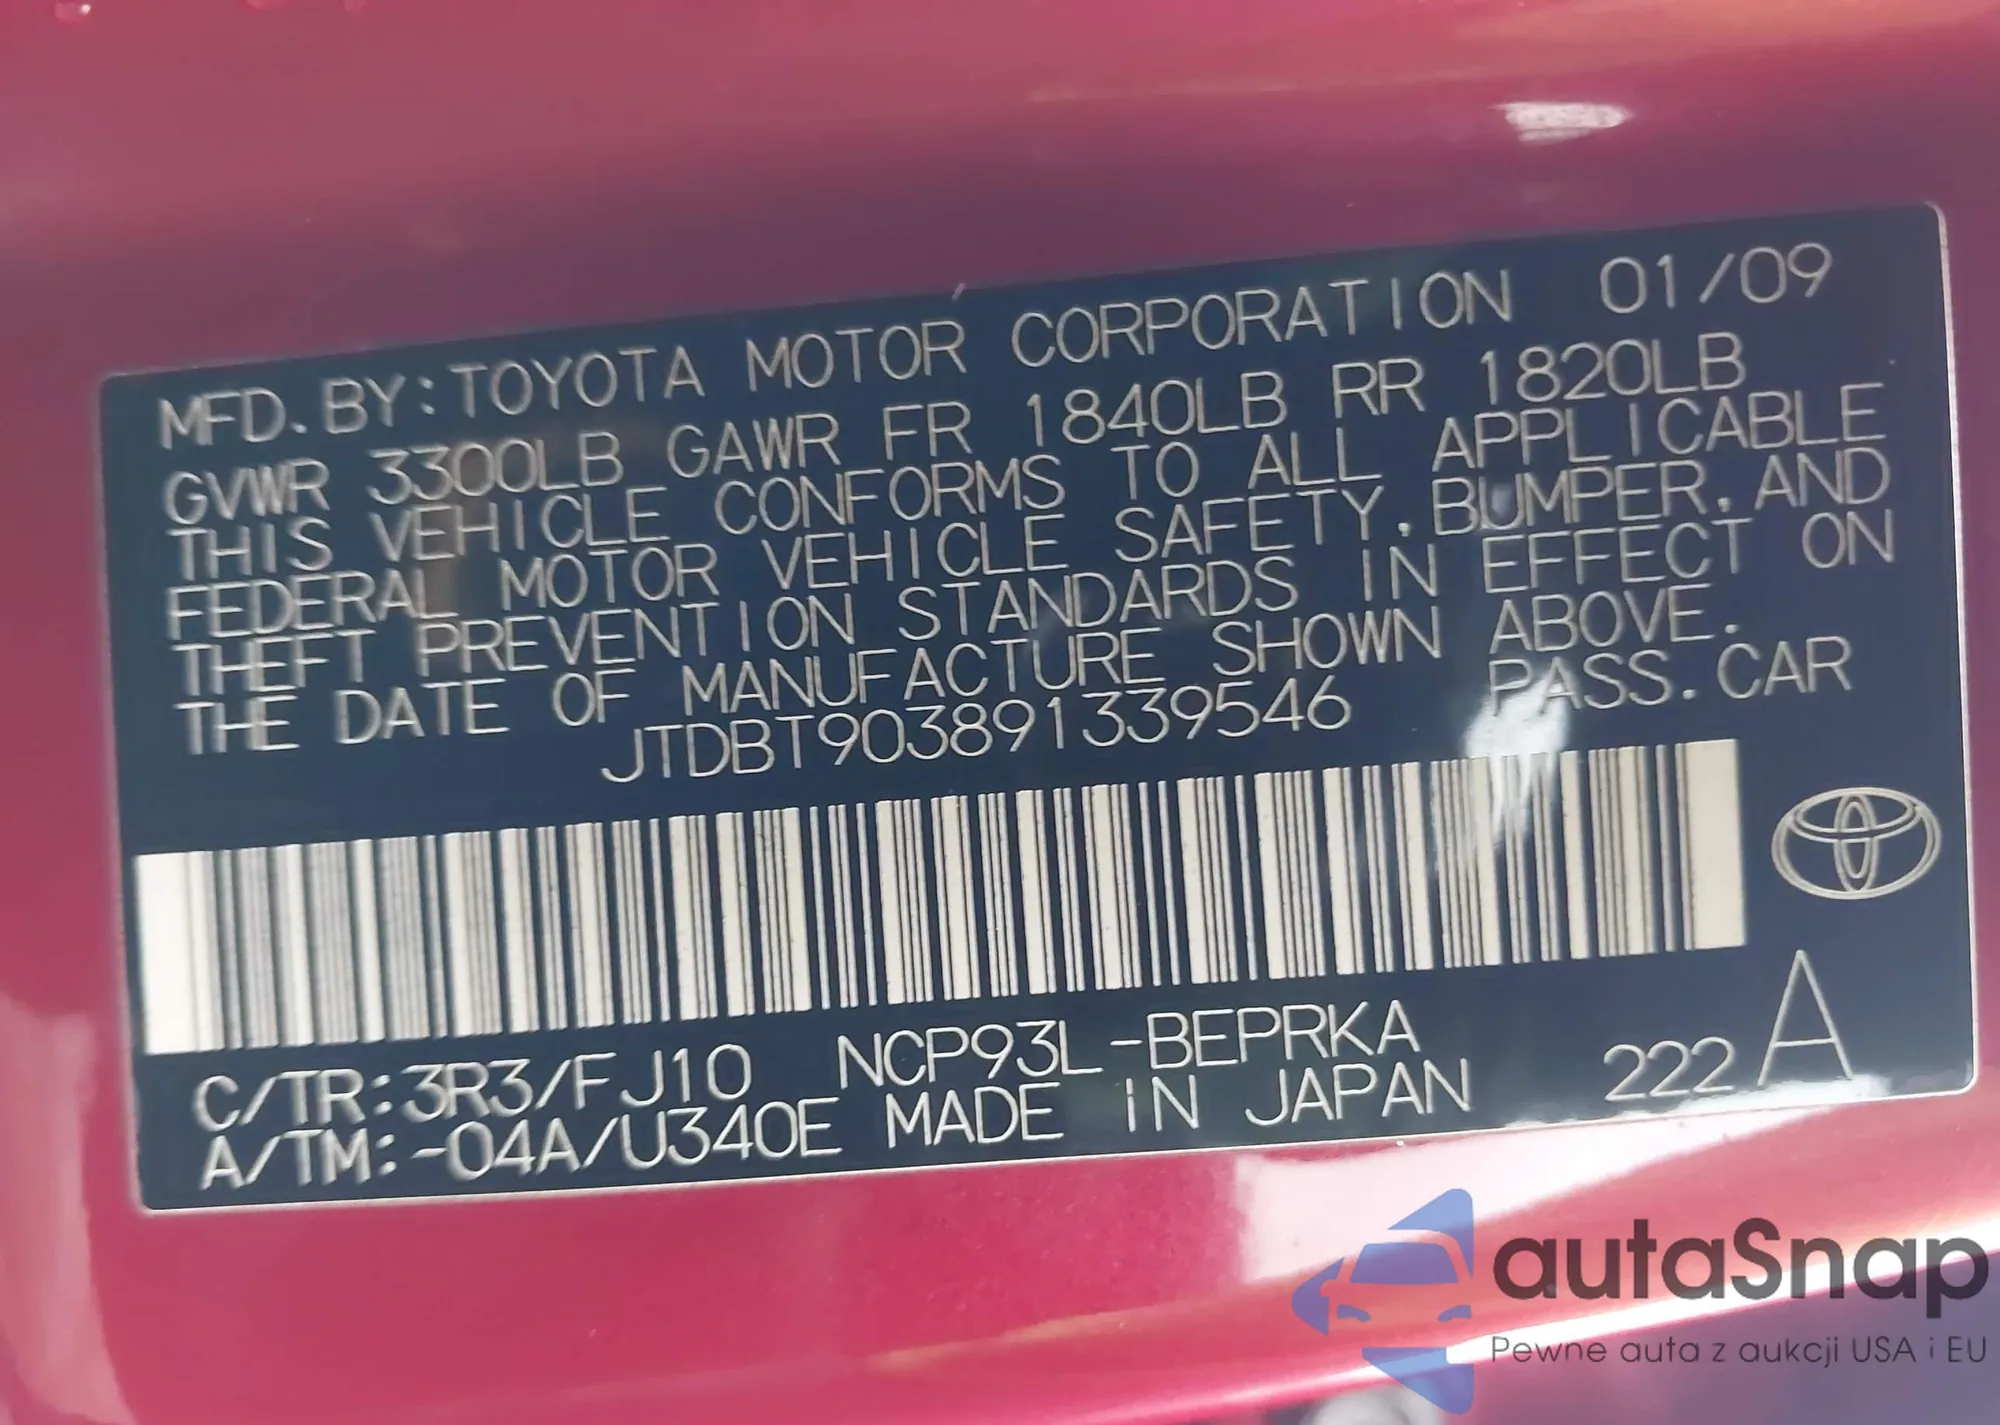 MFD. BY: TOYOTA MOTOR CORPORATION 01/09
GVWR 3300LB GAWR FR 1840LB RR 1820LB
THIS VEHICLE CONFORMS TO ALL APPLICABLE
FEDERAL MOTOR VEHICLE SAFETY, BUMPER, AND
THEFT PREVENTION STANDARDS IN EFFECT ON
THE DATE OF MANUFACTURE SHOWN ABOVE.
JTDBT903891339546 PASS. CAR
C/TR: 3R3/FJ10 NCP93L-BEPRKA
A/TM: -04A/U340E MADE IN JAPAN 222 A
autaSnap
Pewne auta z aukcji USA i EU